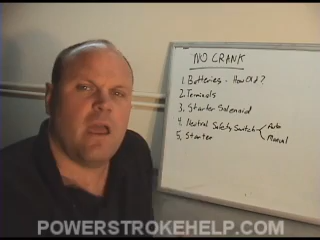 NO CRANK
1. Batteries - How Old?
2. Terminals
3. Starter Solenoid
4. Neutral Safety Switch < Auto
Manual
5. Starter
POWERSTROKEHELP.COM